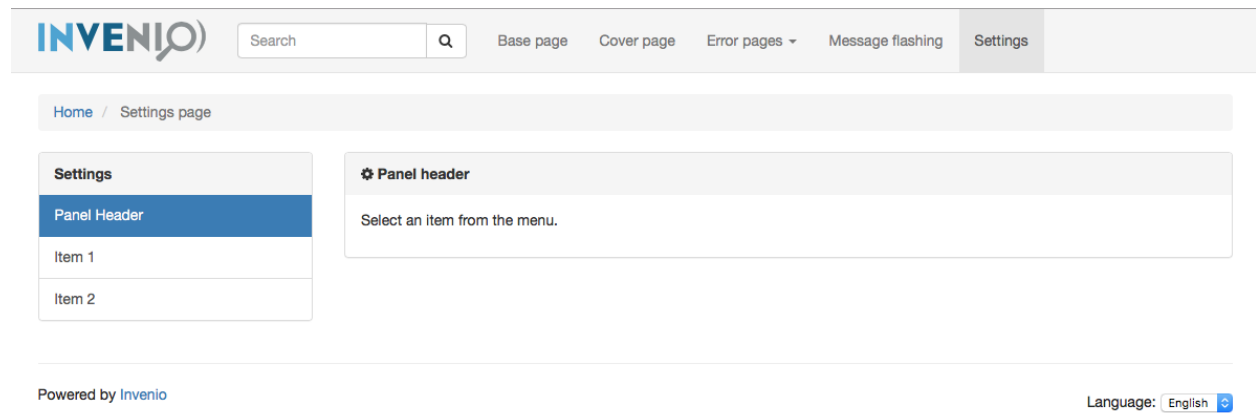 INVENIO
Search Base page Cover page Error pages Message flashing Settings
Home / Settings page
Settings
Panel Header
Item 1
Item 2
Panel header
Select an item from the menu.
Powered by Invenio
Language: English